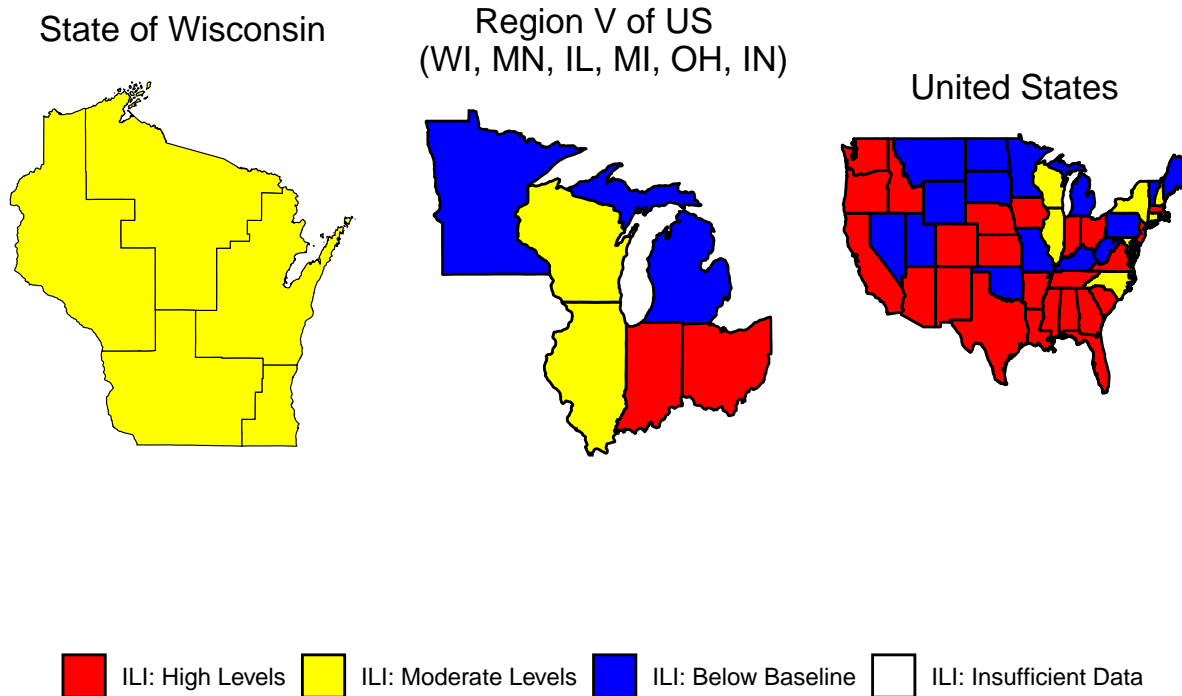 State of Wisconsin
Region V of US
(WI, MN, IL, MI, OH, IN)
United States
ILI: High Levels
ILI: Moderate Levels
ILI: Below Baseline
ILI: Insufficient Data